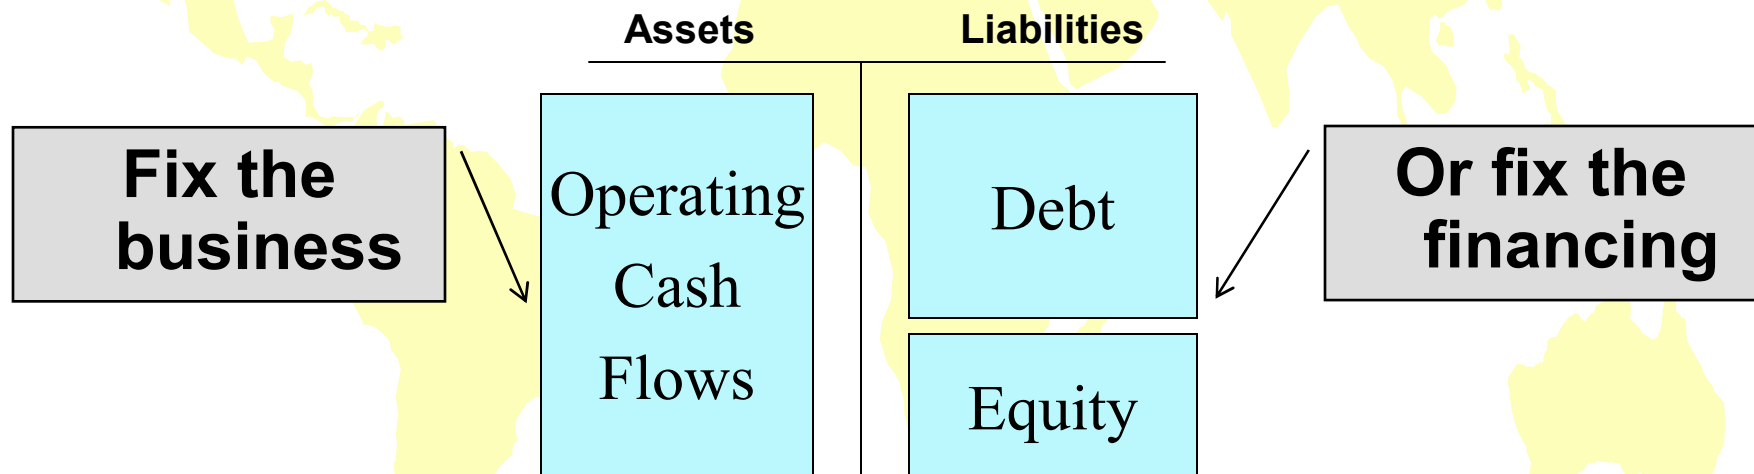 Assets
Liabilities
Fix the
business
Operating
Cash
Flows
Debt
Equity
Or fix the
financing